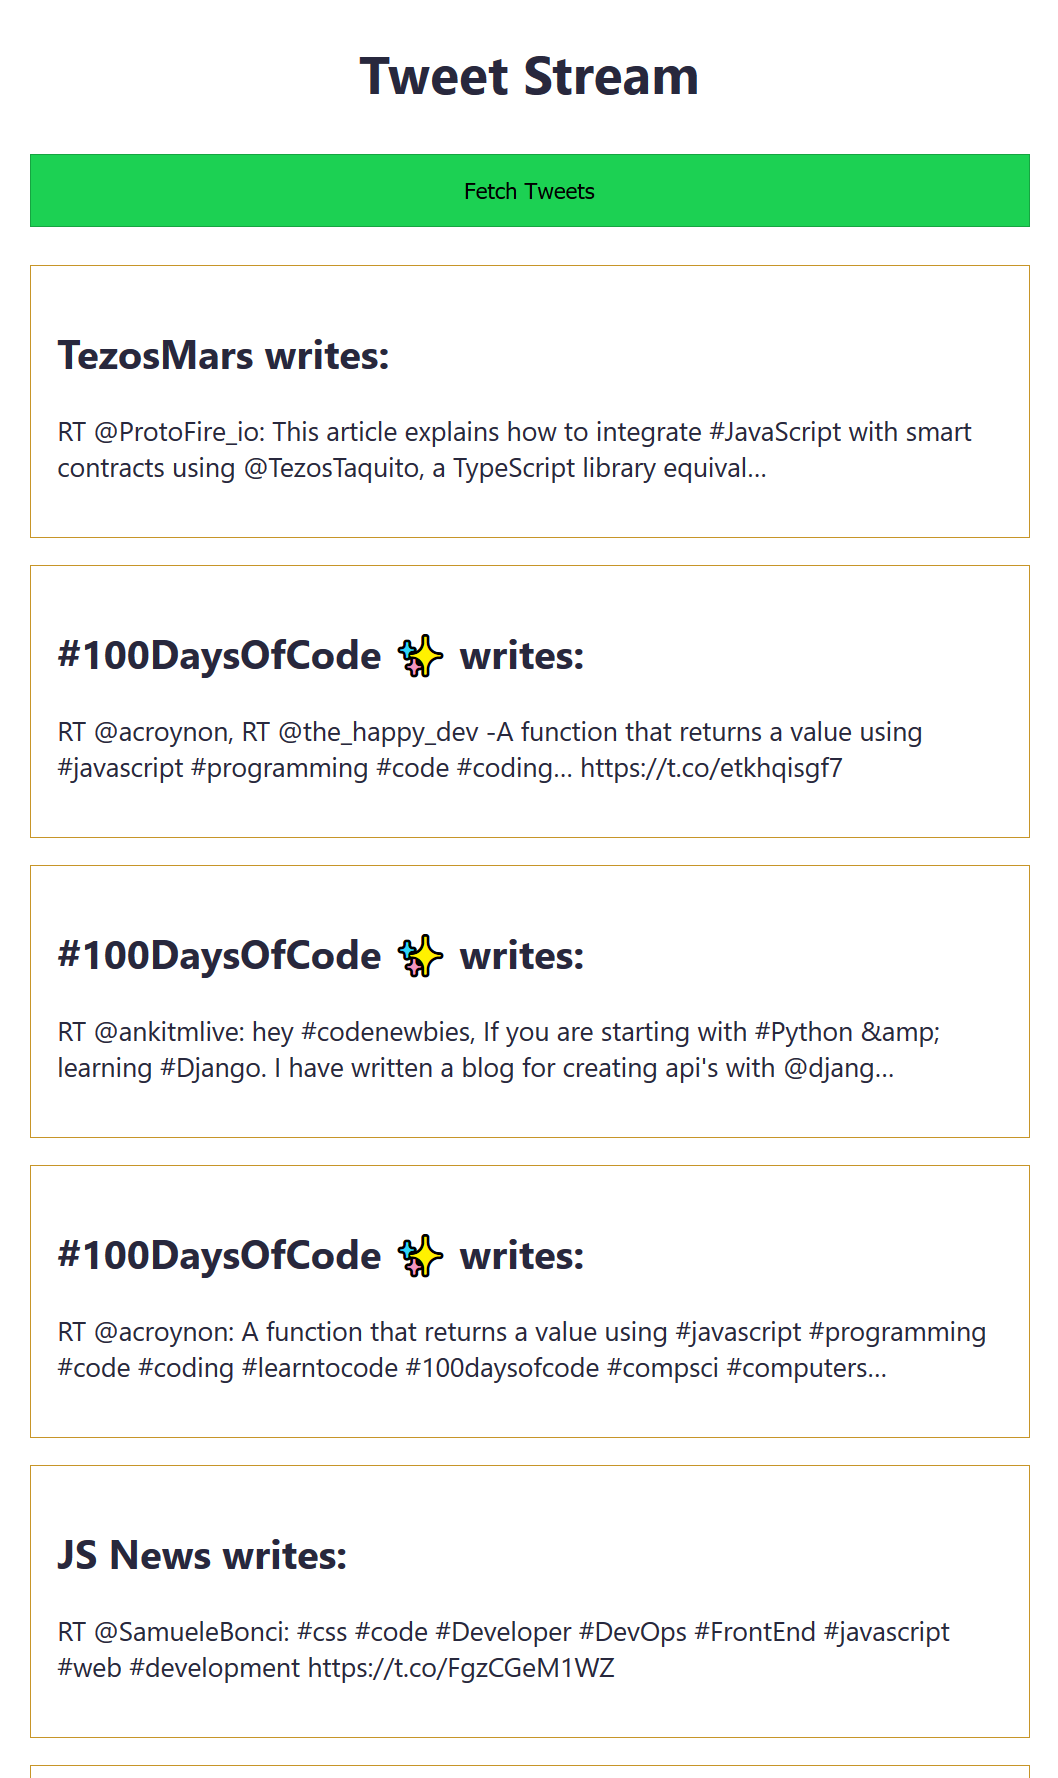 Tweet Stream
Fetch Tweets
TezosMars writes:
RT @ProtoFire_io: This article explains how to integrate #JavaScript with smart
contracts using @TezosTaquito, a TypeScript library equival…
#100DaysOfCode ✨ writes:
RT @acroynon, RT @the_happy_dev -A function that returns a value using
#javascript #programming #code #coding… https://t.co/etkhqisgf7
#100DaysOfCode ✨ writes:
RT @ankitmlive: hey #codenewbies, If you are starting with #Python &amp;
learning #Django. I have written a blog for creating api's with @djang…
#100DaysOfCode ✨ writes:
RT @acroynon: A function that returns a value using #javascript #programming
#code #coding #learntocode #100daysofcode #compsci #computers…
JS News writes:
RT @SamueleBonci: #css #code #Developer #DevOps #FrontEnd #javascript
#web #development https://t.co/FgzCGeM1WZ